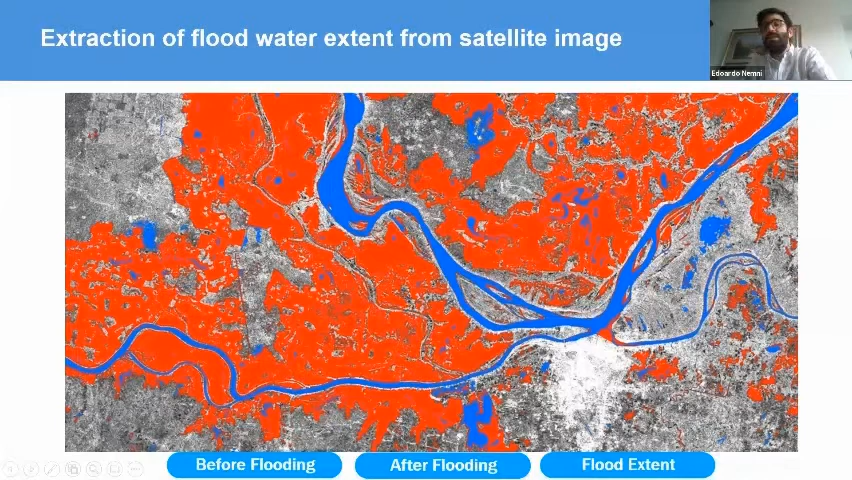 Extraction of flood water extent from satellite image
Edoardo Nemni
Before Flooding
After Flooding
Flood Extent